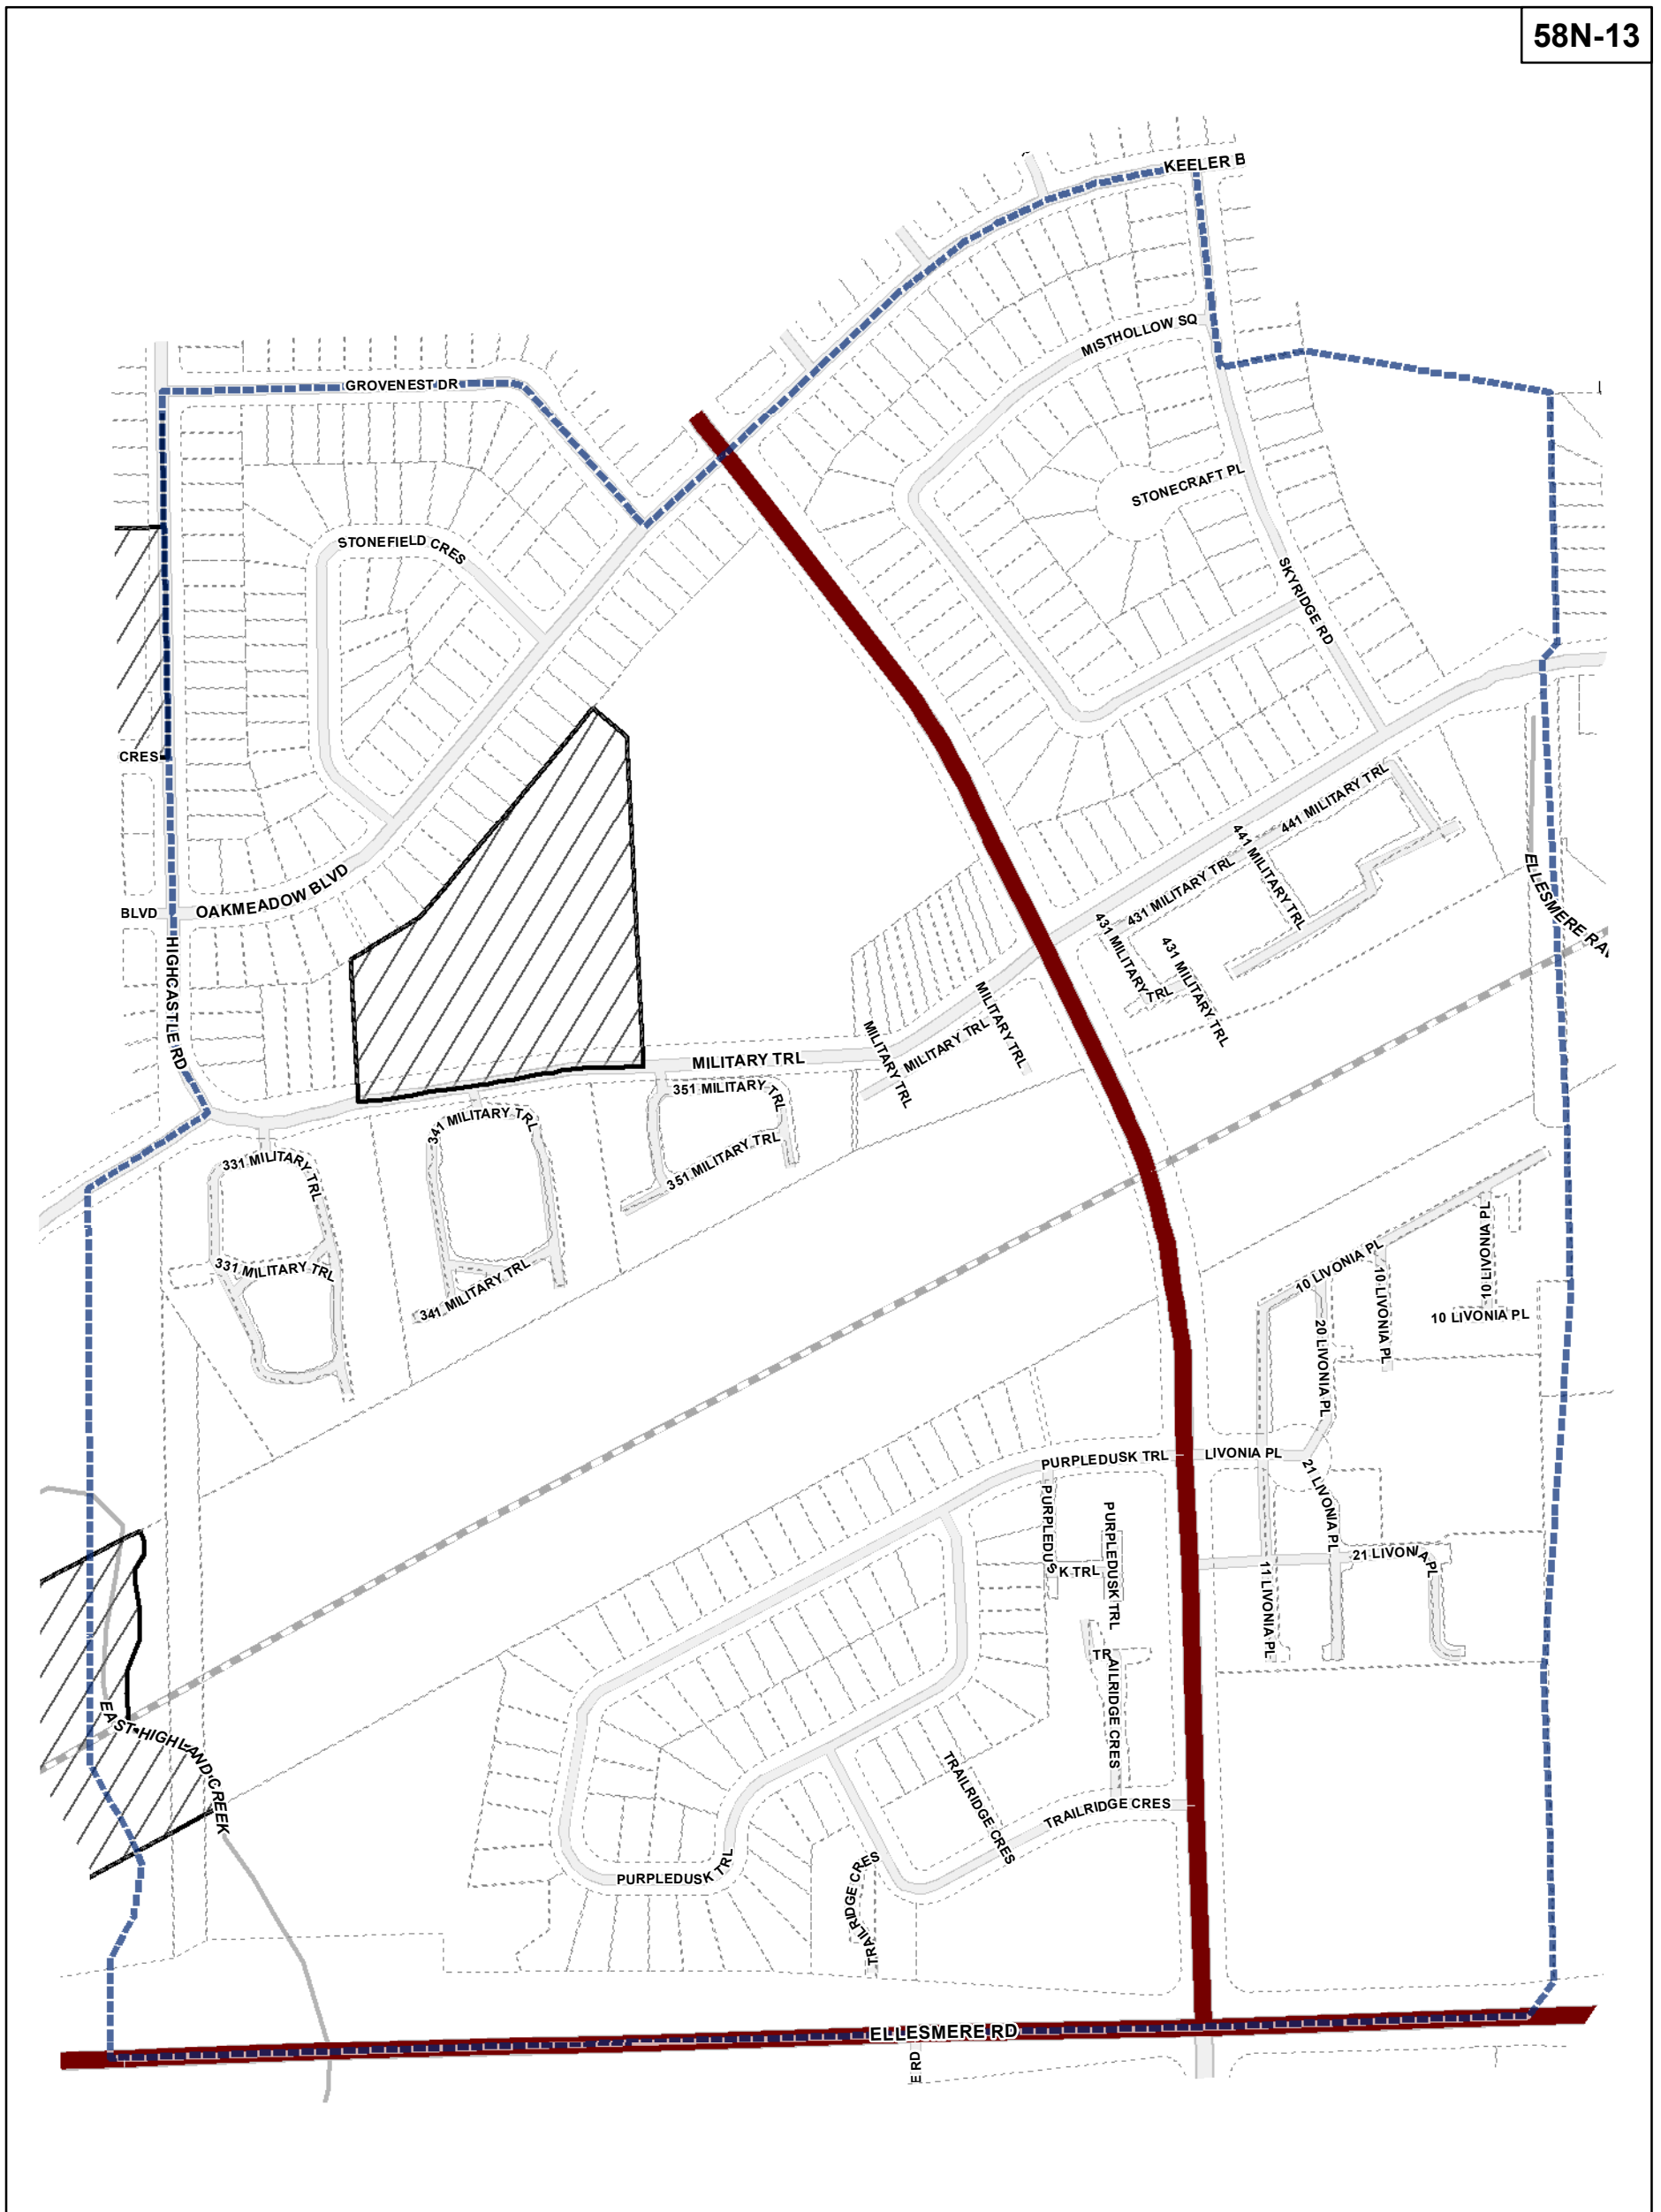 58N-13
KEELER B
MISTHOLLOW SQ
GROVENEST DR
STONECRAFT PL
STONEFIELD CRES
SKYRIDGE RD
CRES
441 MILITARY TRL
441 MILITARY TRL
431 MILITARY TRL
OAKMEADOW BLVD
BLVD
ELLESMERE RAV
431 MILITARY TRL
431 MILITARY TRL
HIGHCASTLE RD
MILITARY TRL
MILITARY TRL
MILITARY TRL
MILITARY TRL
351 MILITARY TRL
341 MILITARY TRL
351 MILITARY TRL
331 MILITARY TRL
331 MILITARY TRL
341 MILITARY TRL
10 LIVONIA PL
10 LIVONIA PL
10 LIVONIA PL
10 LIVONIA PL
20 LIVONIA PL
PURPLEDUSK TRL
LIVONIA PL
21 LIVONIA PL
PURPLEDUSK TRL
PURPLEDUSK TRL
21 LIVONIA PL
11 LIVONIA PL
TRAILRIDGE CRES
EAST HIGHLAND CREEK
TRAILRIDGE CRES
TRAILRIDGE CRES
PURPLEDUSK TRL
TRAILRIDGE CRES
TRAIL
ELLESMERE RD
E RD